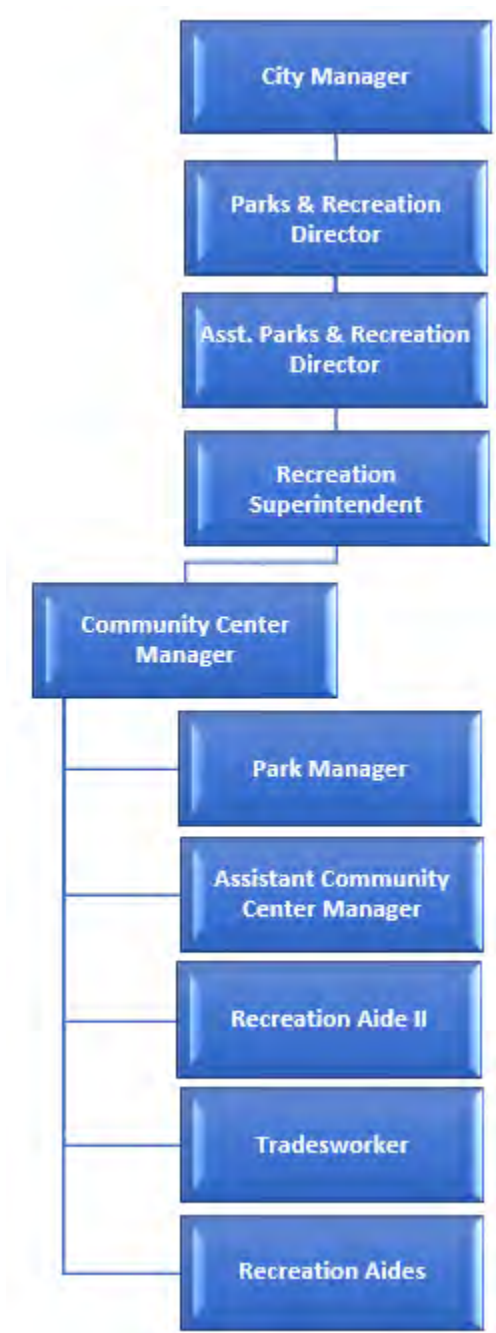 City Manager
Parks & Recreation
Director
Asst. Parks & Recreation
Director
Recreation
Superintendent
Community Center
Manager
Park Manager
Assistant Community
Center Manager
Recreation Aide II
Tradesworker
Recreation Aides